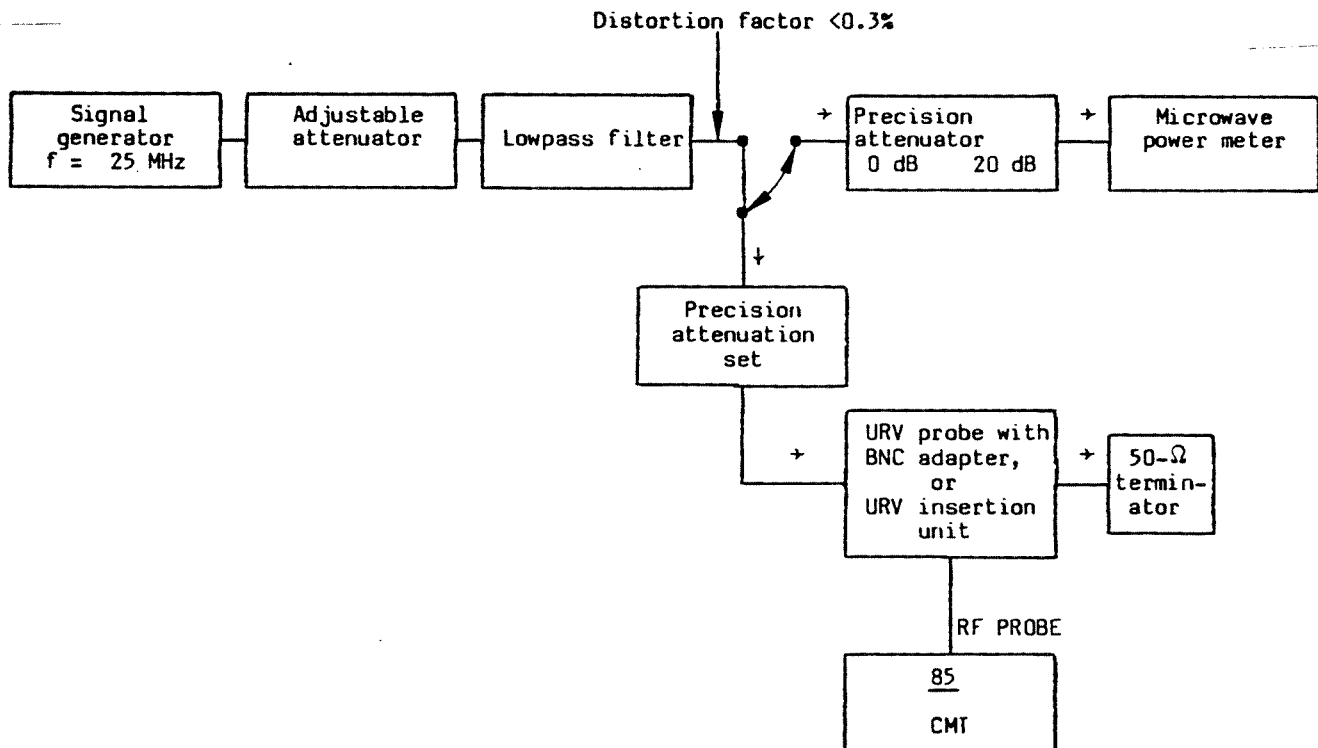 Distortion factor <0.3%
Signal
generator
f = 25 MHz
Adjustable
attenuator
Lowpass filter
Precision
attenuator
0 dB 20 dB
Microwave
power meter
Precision
attenuation
set
URV probe with
BNC adapter,
or
URV insertion
unit
50-Ω
termin-
ator
RF PROBE
85
CMT